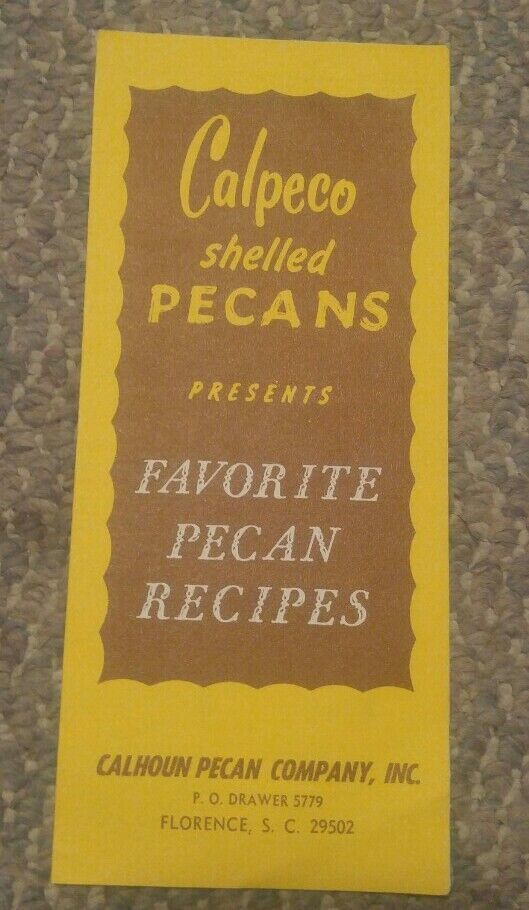 Calpeco
shelled
PECANS
PRESENTS
FAVORITE
PECAN
RECIPES
CALHOUN PECAN COMPANY, INC.
P. O. DRAWER 5779
FLORENCE, S. C. 29502